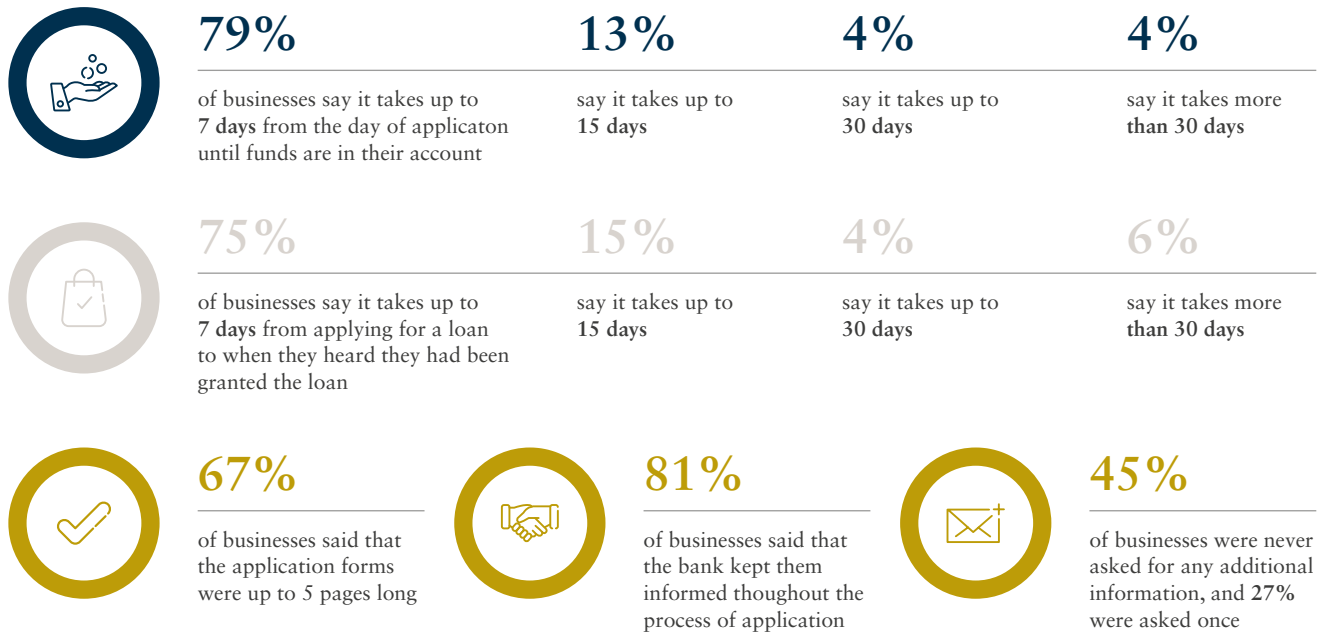 79%
13%
4%
4%
of businesses say it takes up to
7 days from the day of applicaton
until funds are in their account
say it takes up to
15 days
say it takes up to
30 days
say it takes more
than 30 days
75%
15%
4%
6%
of businesses say it takes up to
7 days from applying for a loan
to when they heard they had been
granted the loan
say it takes up to
15 days
say it takes up to
30 days
say it takes more
than 30 days
67%
of businesses said that
the application forms
were up to 5 pages long
81%
of businesses said that
the bank kept them
informed thoughout the
process of application
45%
of businesses were never
asked for any additional
information, and 27%
were asked once